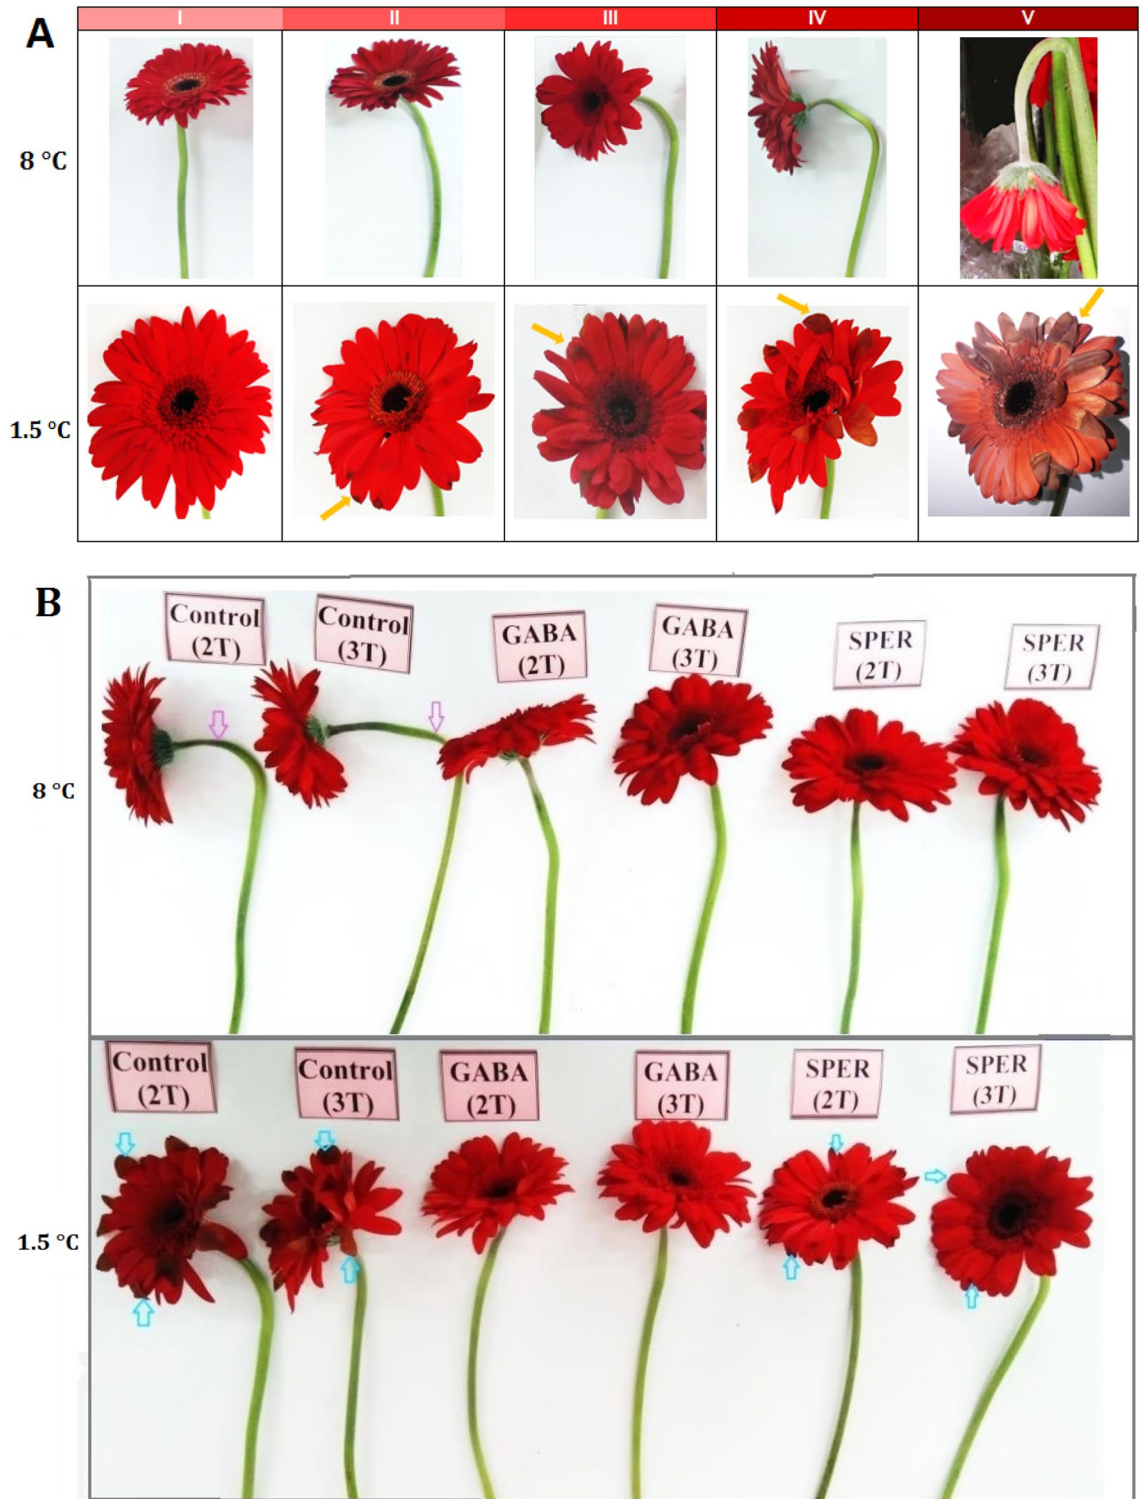 A
I II III IV V
8 °C
1.5 °C
B
Control
(2T)
Control
(3T)
GABA
(2T)
GABA
(3T)
SPER
(2T)
SPER
(3T)
8 °C
Control
(2T)
Control
(3T)
GABA
(2T)
GABA
(3T)
SPER
(2T)
SPER
(3T)
1.5 °C